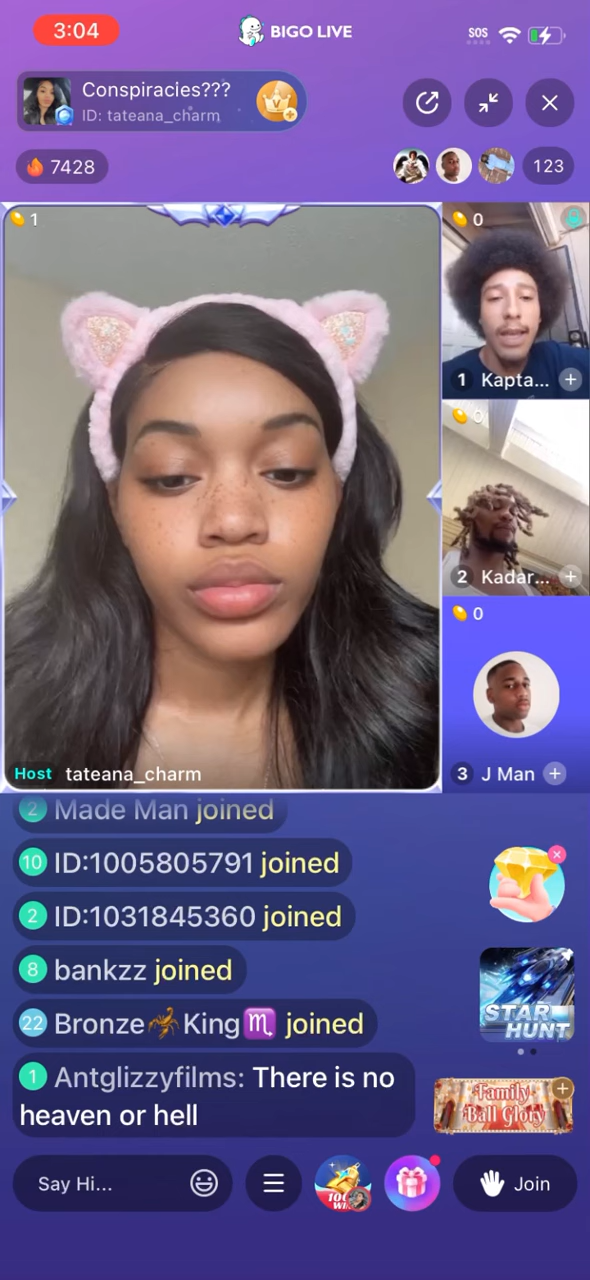 3:04
BIGO LIVE
SOS
Conspiracies???
ID: tateana_charm
7428
123
1
0
1 Kapta...
0
2 Kadar...
0
3 J Man
Host tateana_charm
2 Made Man joined
10 ID:1005805791 joined
2 ID:1031845360 joined
8 bankzz joined
22 Bronze🦂King♏ joined
1 Antglizzyfilms: There is no
heaven or hell
STAR
HUNT
Family
Ball Glory
Say Hi...
Join